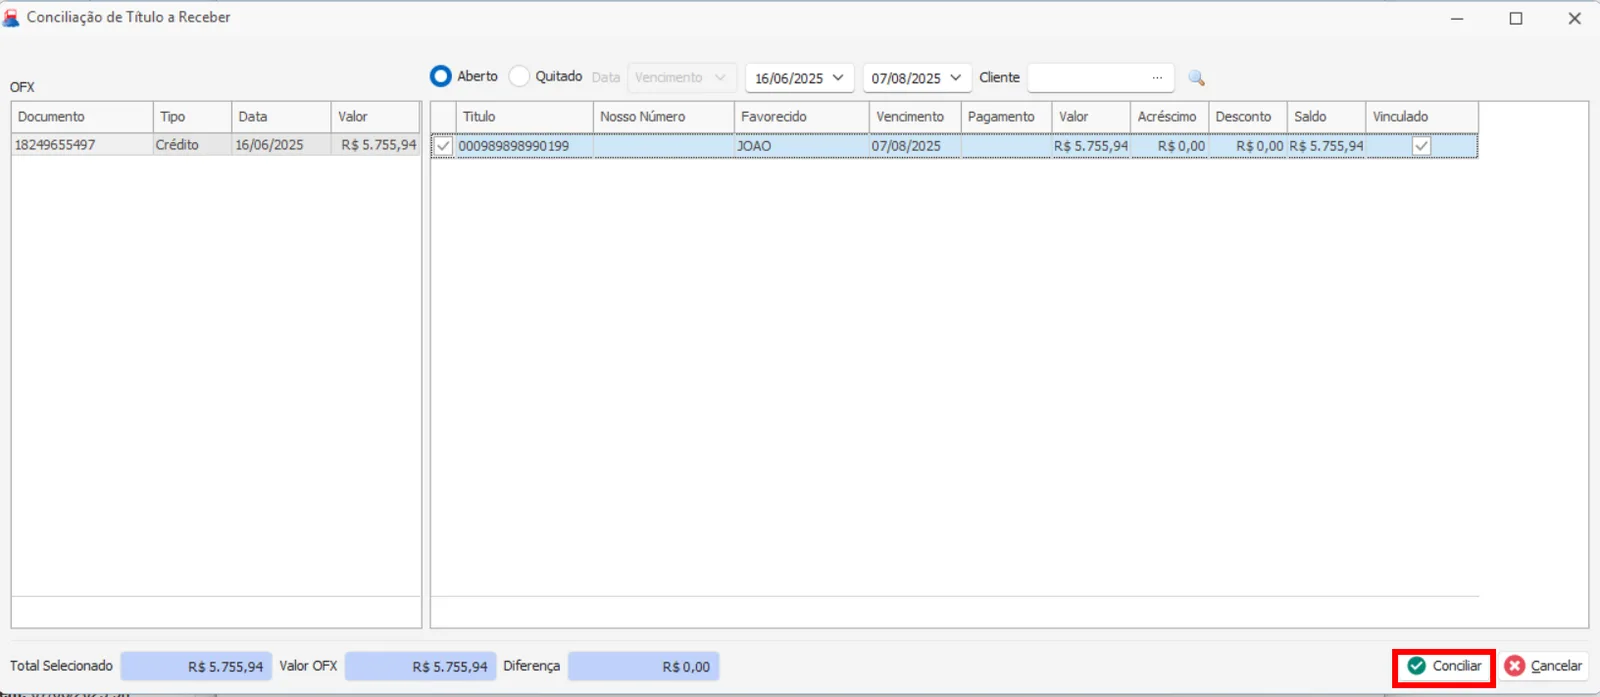 Conciliação de Título a Receber
Aberto Quitado Data Vencimento 16/06/2025 07/08/2025 Cliente ...
OFX
Documento Tipo Data Valor
18249655497 Crédito 16/06/2025 R$ 5.755,94
Titulo Nosso Número Favorecido Vencimento Pagamento Valor Acréscimo Desconto Saldo Vinculado
000989898990199 JOAO 07/08/2025 R$ 5.755,94 R$ 0,00 R$ 0,00 R$ 5.755,94
Total Selecionado R$ 5.755,94 Valor OFX R$ 5.755,94 Diferença R$ 0,00 Conciliar Cancelar